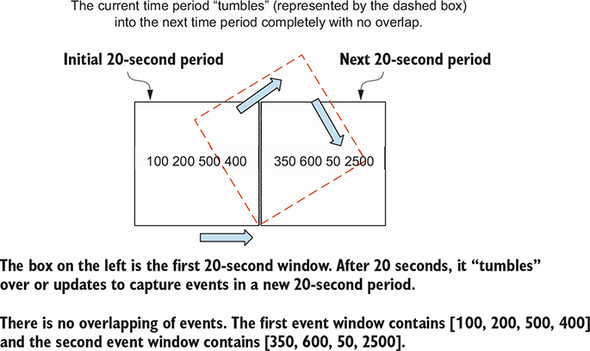 The current time period “tumbles” (represented by the dashed box)
into the next time period completely with no overlap.
Initial 20-second period
Next 20-second period
100 200 500 400
350 600 50 2500
The box on the left is the first 20-second window. After 20 seconds, it “tumbles”
over or updates to capture events in a new 20-second period.
There is no overlapping of events. The first event window contains [100, 200, 500, 400]
and the second event window contains [350, 600, 50, 2500].